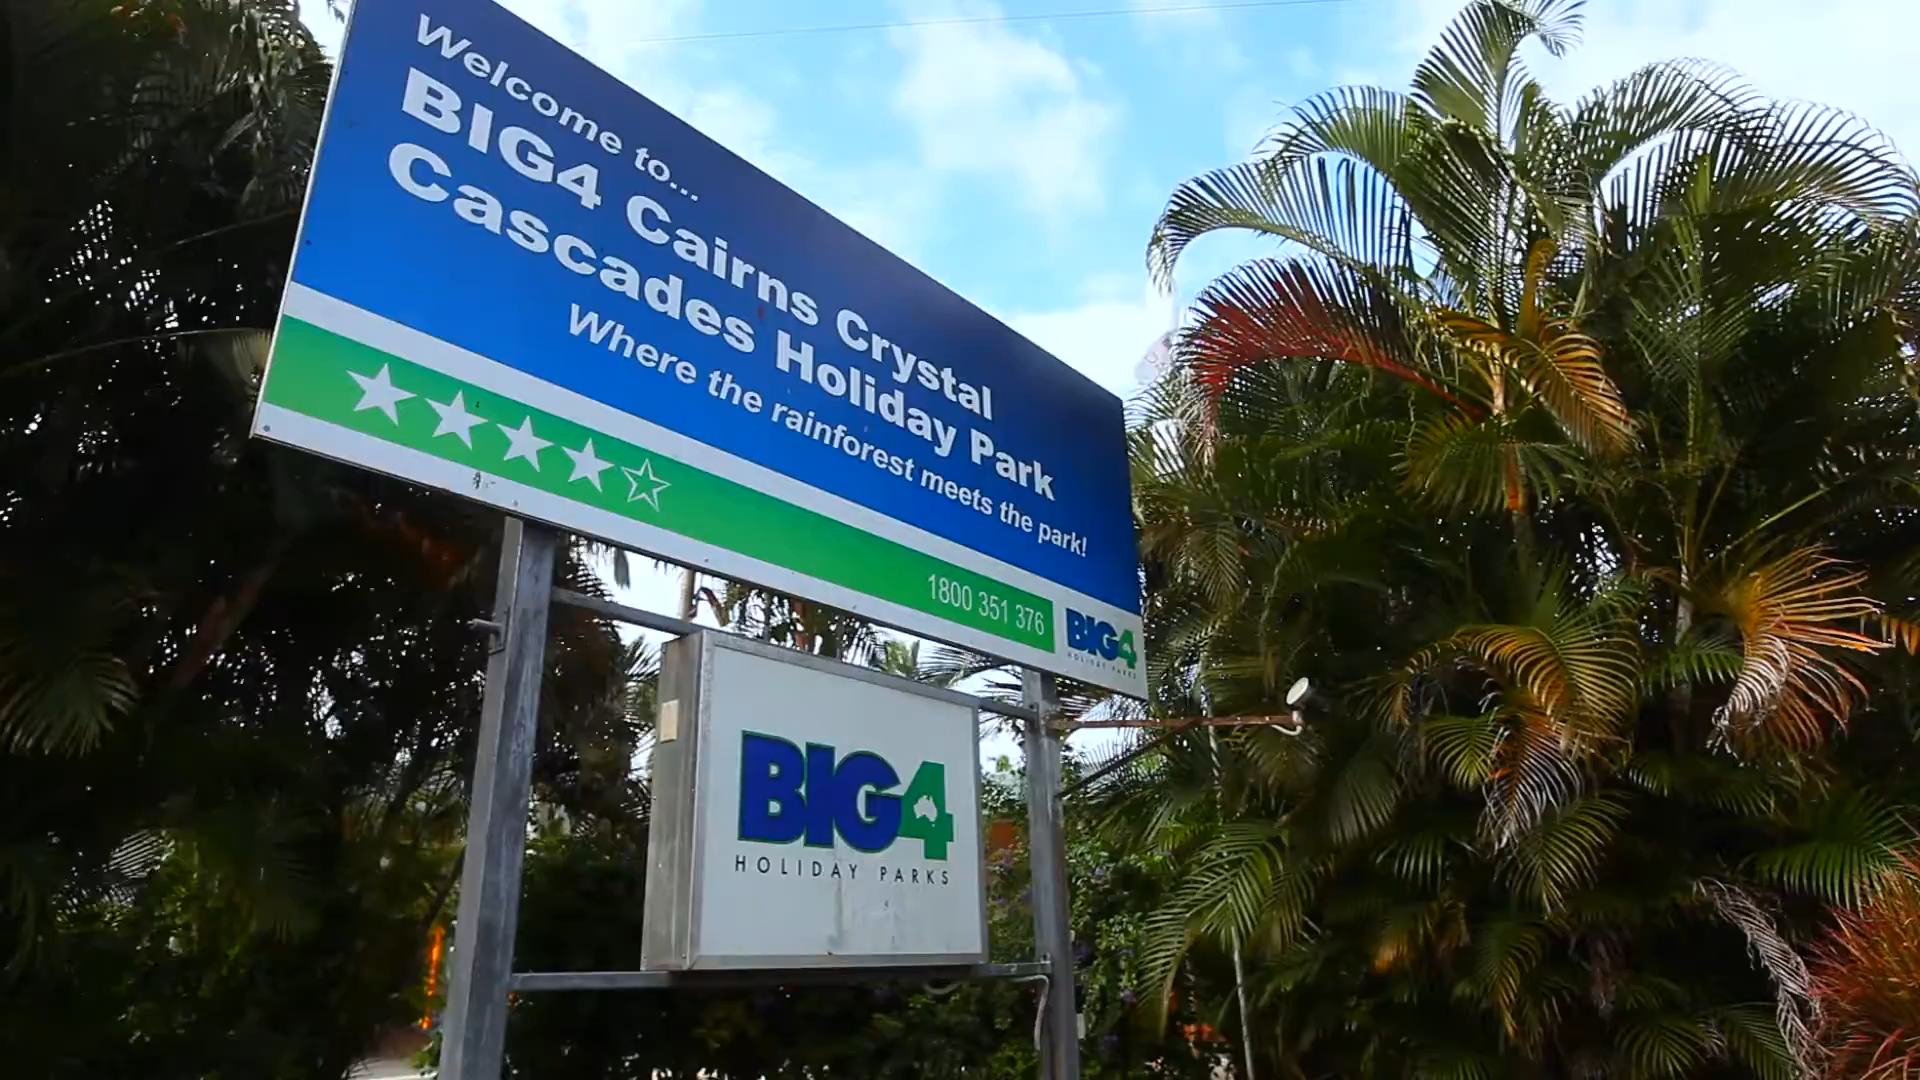 Welcome to...
BIG4 Cairns Crystal
Cascades Holiday Park
Where the rainforest meets the park!
1800 351 376
BIG4
HOLIDAY PARKS
BIG4
HOLIDAY PARKS